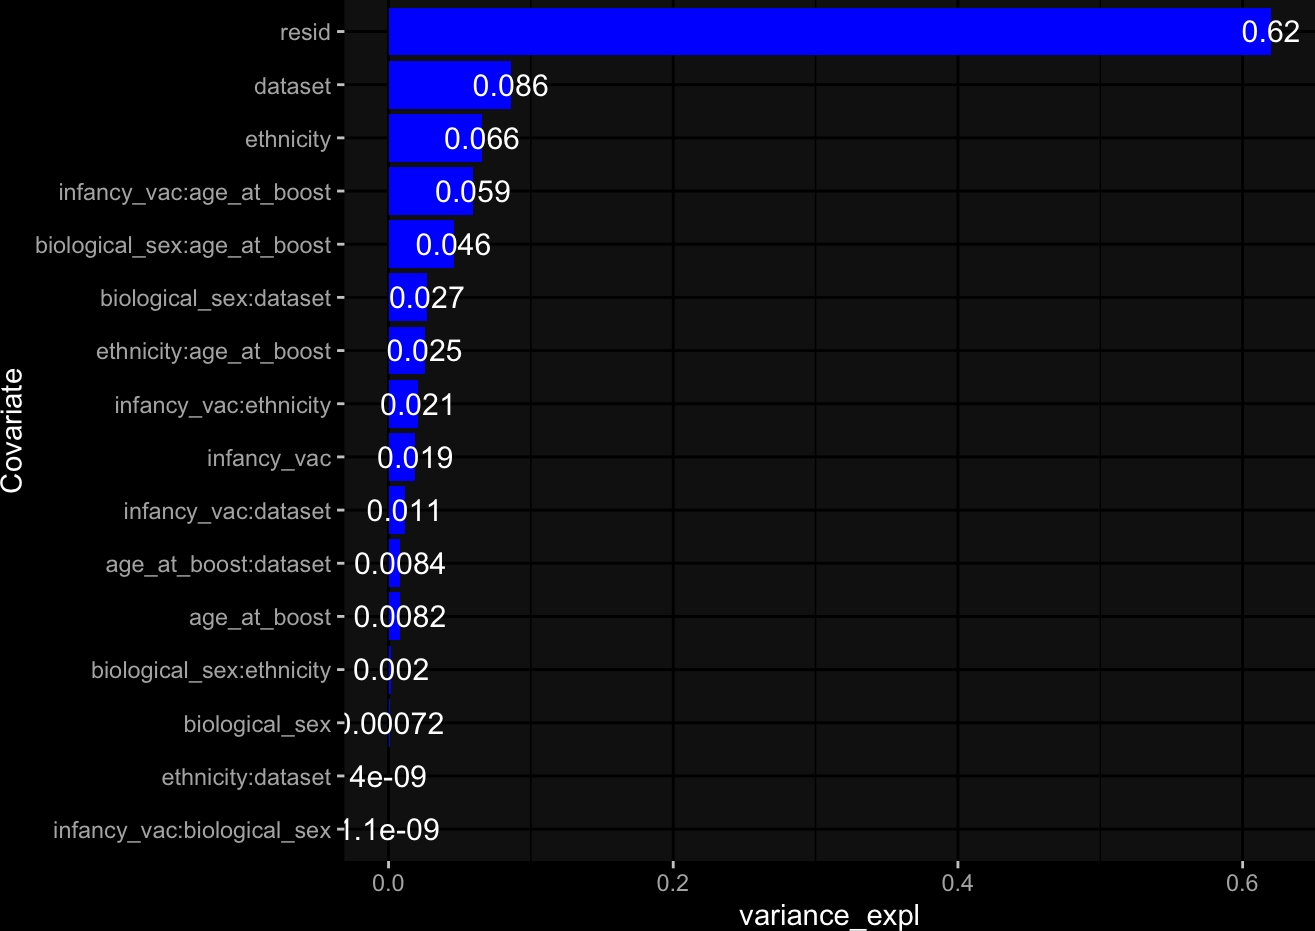 Covariate
resid 0.62
dataset 0.086
ethnicity 0.066
infancy_vac:age_at_boost 0.059
biological_sex:age_at_boost 0.046
biological_sex:dataset 0.027
ethnicity:age_at_boost 0.025
infancy_vac:ethnicity 0.021
infancy_vac 0.019
infancy_vac:dataset 0.011
age_at_boost:dataset 0.0084
age_at_boost 0.0082
biological_sex:ethnicity 0.002
biological_sex 0.00072
ethnicity:dataset 4e-09
infancy_vac:biological_sex 1.1e-09
0.0 0.2 0.4 0.6
variance_expl